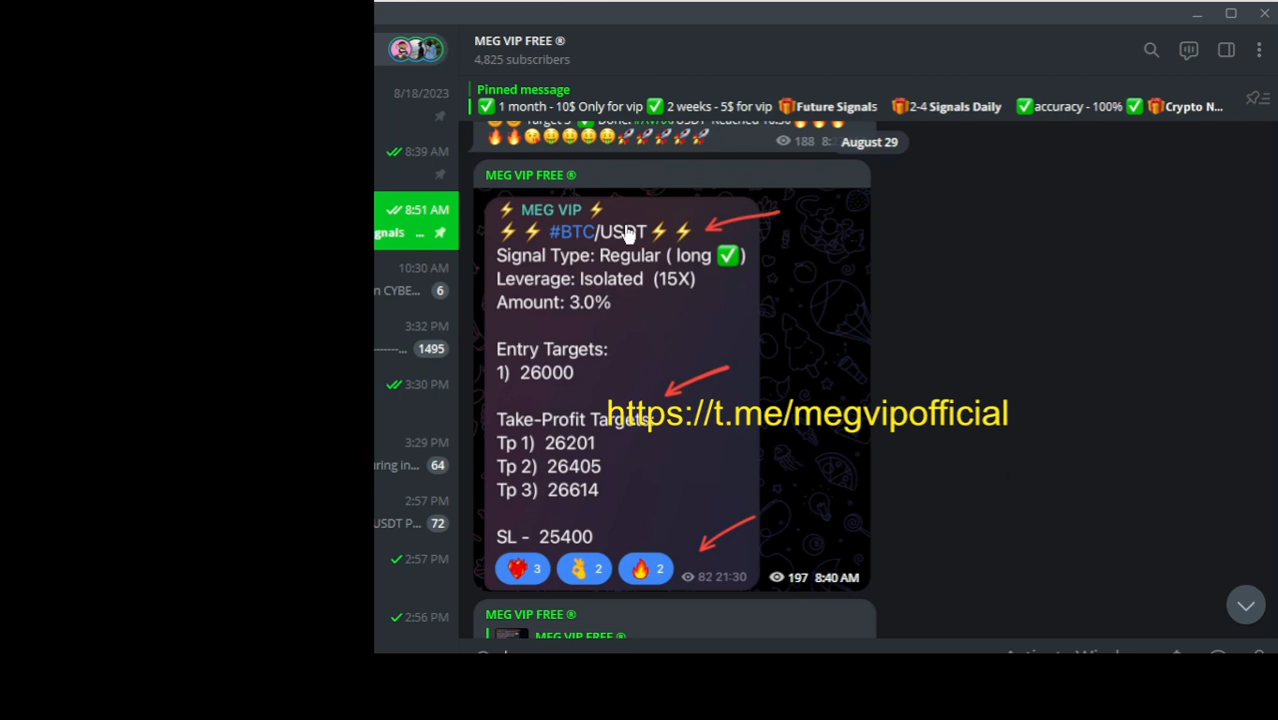 MEG VIP FREE ®
4,825 subscribers
8/18/2023
Pinned message
✅ 1 month - 10$ Only for vip ✅ 2 weeks - 5$ for vip 🎁Future Signals 🎁2-4 Signals Daily ✅accuracy - 100% ✅ 🎁Crypto N...
188
August 29
8:39 AM
MEG VIP FREE ®
8:51 AM
gnals ...
⚡ MEG VIP ⚡
⚡ ⚡ #BTC/USDT ⚡ ⚡
Signal Type: Regular ( long ✅ )
Leverage: Isolated (15X)
Amount: 3.0%
10:30 AM
n CYBE... 6
3:32 PM
1495
3:30 PM
Entry Targets:
1) 26000
Take-Profit Targets:
https://t.me/megvipofficial
Tp 1) 26201
Tp 2) 26405
Tp 3) 26614
3:29 PM
ring in... 64
2:57 PM
USDT P... 72
SL - 25400
2:57 PM
❤️ 3 👌 2 🔥 2 82 21:30 197 8:40 AM
2:56 PM
MEG VIP FREE ®
MEG VIP FREE ®